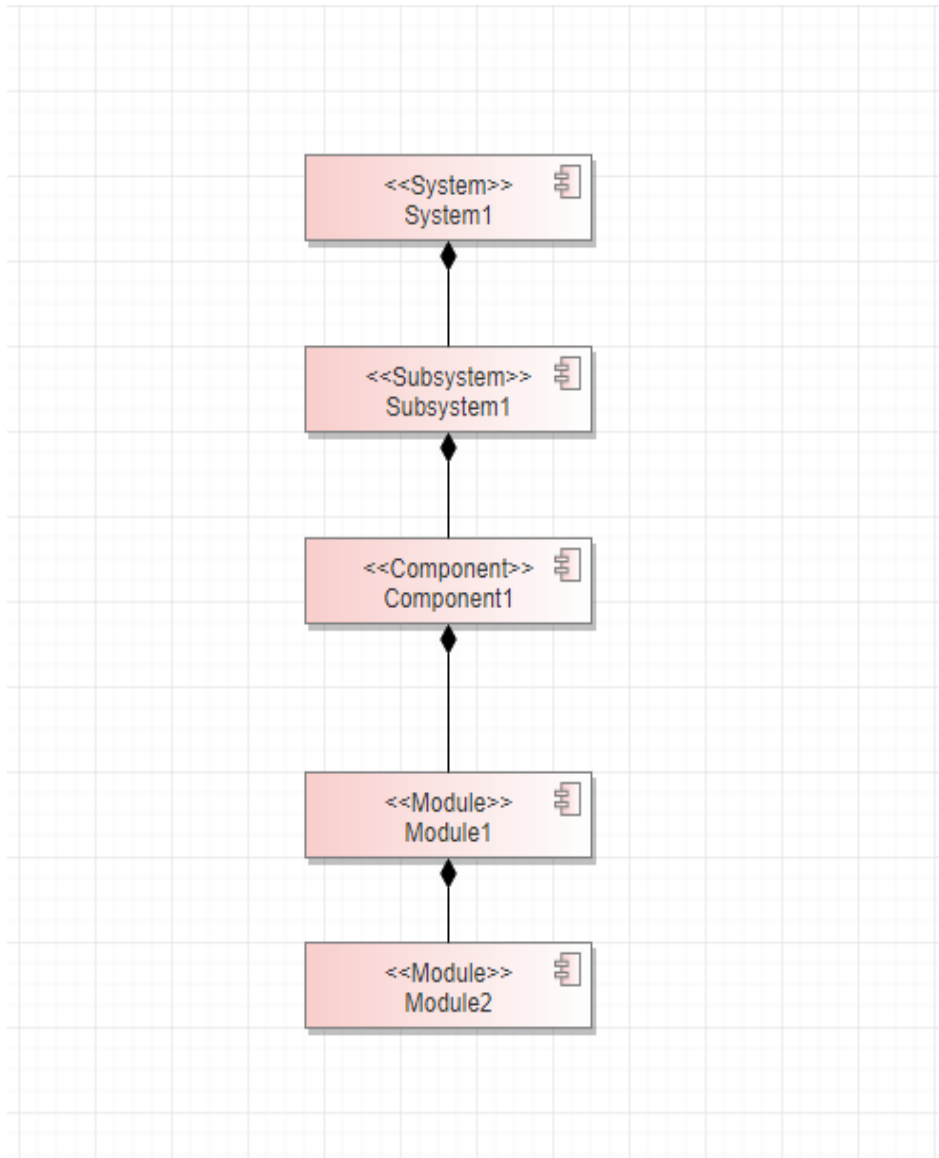 <<System>>
System1
<<Subsystem>>
Subsystem1
<<Component>>
Component1
<<Module>>
Module1
<<Module>>
Module2